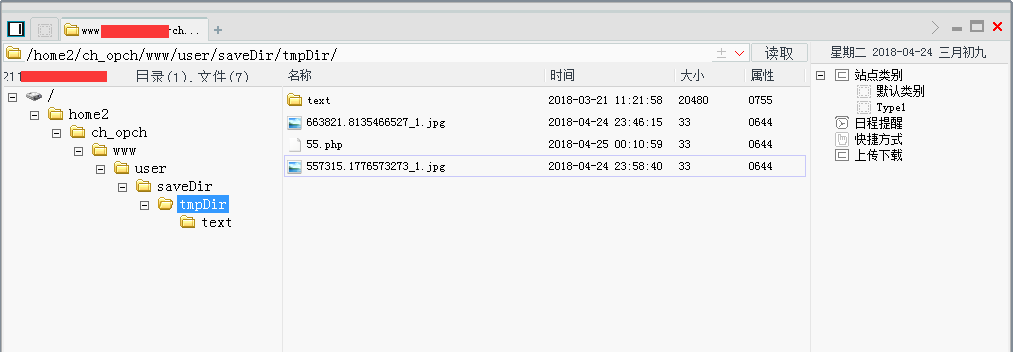 www ch...
/home2/ch_opch/www/user/saveDir/tmpDir/ 读取 星期二 2018-04-24 三月初九
211 目录(1),文件(7) 名称 时间 大小 属性
/
home2
ch_opch
www
user
saveDir
tmpDir
text
text 2018-03-21 11:21:58 20480 0755
663821.8135466527_1.jpg 2018-04-24 23:46:15 33 0644
55.php 2018-04-25 00:10:59 33 0644
557315.1776573273_1.jpg 2018-04-24 23:58:40 33 0644
站点类别
默认类别
Type1
日程提醒
快捷方式
上传下载